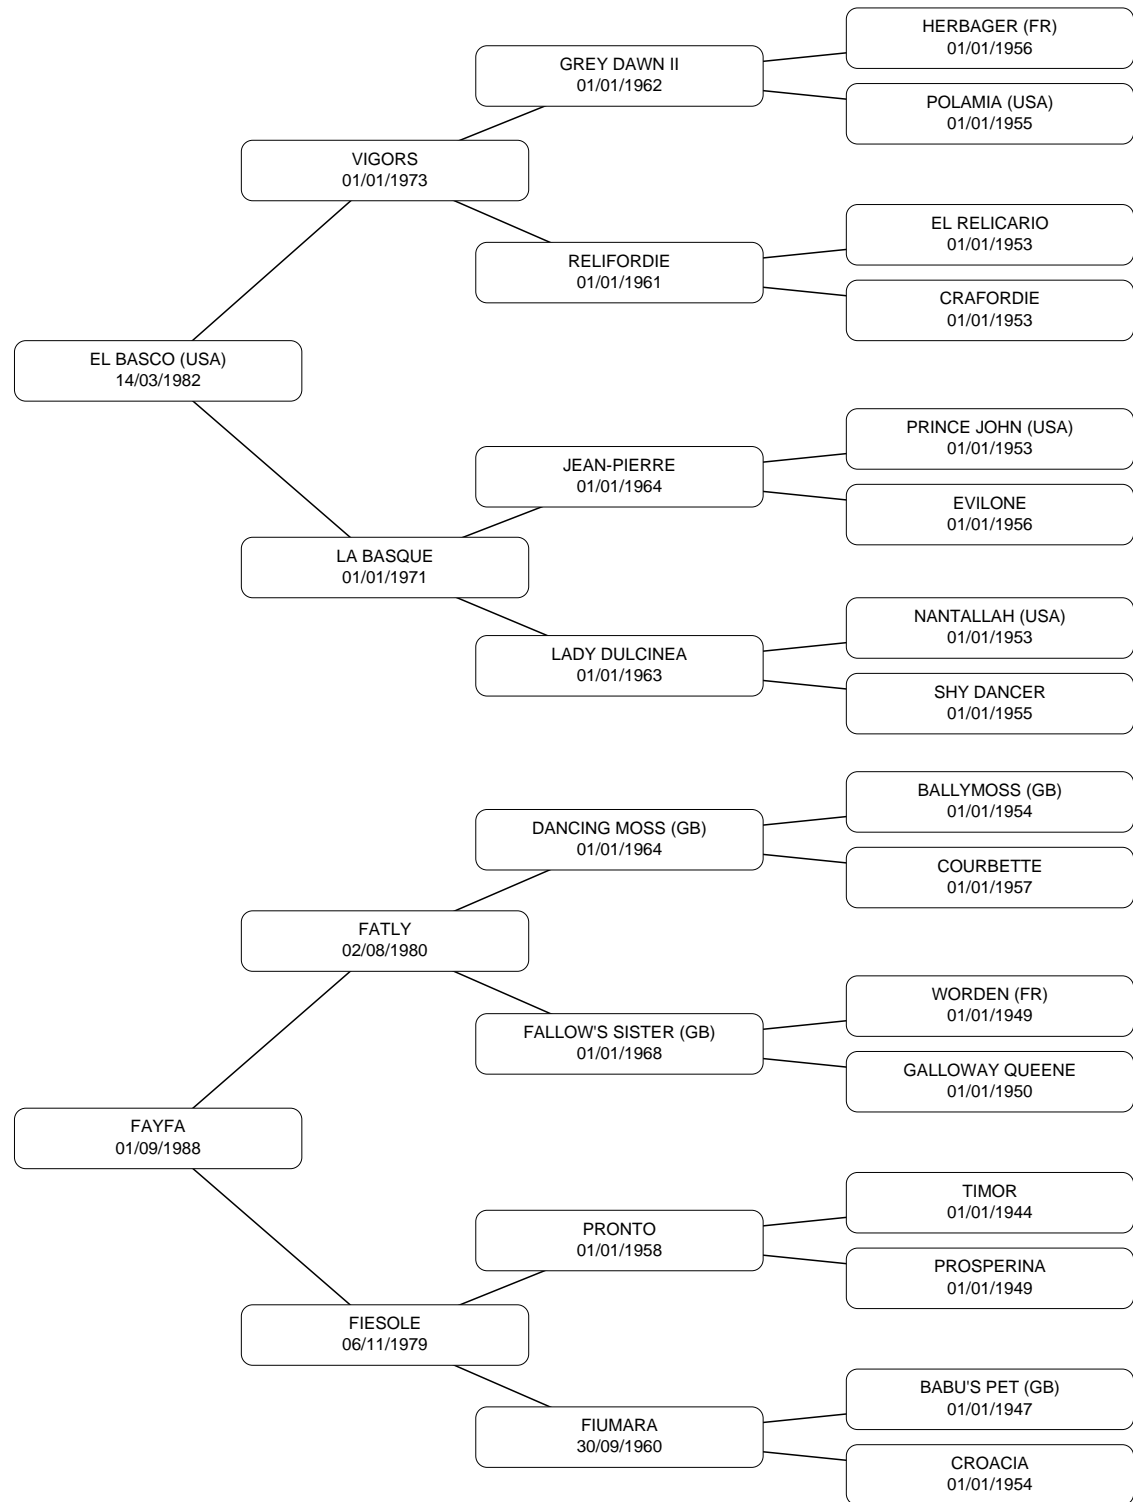 HERBAGER (FR)
01/01/1956
GREY DAWN II
01/01/1962
POLAMIA (USA)
01/01/1955
VIGORS
01/01/1973
EL RELICARIO
01/01/1953
RELIFORDIE
01/01/1961
CRAFORDIE
01/01/1953
EL BASCO (USA)
14/03/1982
PRINCE JOHN (USA)
01/01/1953
JEAN-PIERRE
01/01/1964
EVILONE
01/01/1956
LA BASQUE
01/01/1971
NANTALLAH (USA)
01/01/1953
LADY DULCINEA
01/01/1963
SHY DANCER
01/01/1955
BALLYMOSS (GB)
01/01/1954
DANCING MOSS (GB)
01/01/1964
COURBETTE
01/01/1957
FATLY
02/08/1980
WORDEN (FR)
01/01/1949
FALLOW'S SISTER (GB)
01/01/1968
GALLOWAY QUEENE
01/01/1950
FAYFA
01/09/1988
TIMOR
01/01/1944
PRONTO
01/01/1958
PROSPERINA
01/01/1949
FIESOLE
06/11/1979
BABU'S PET (GB)
01/01/1947
FIUMARA
30/09/1960
CROACIA
01/01/1954